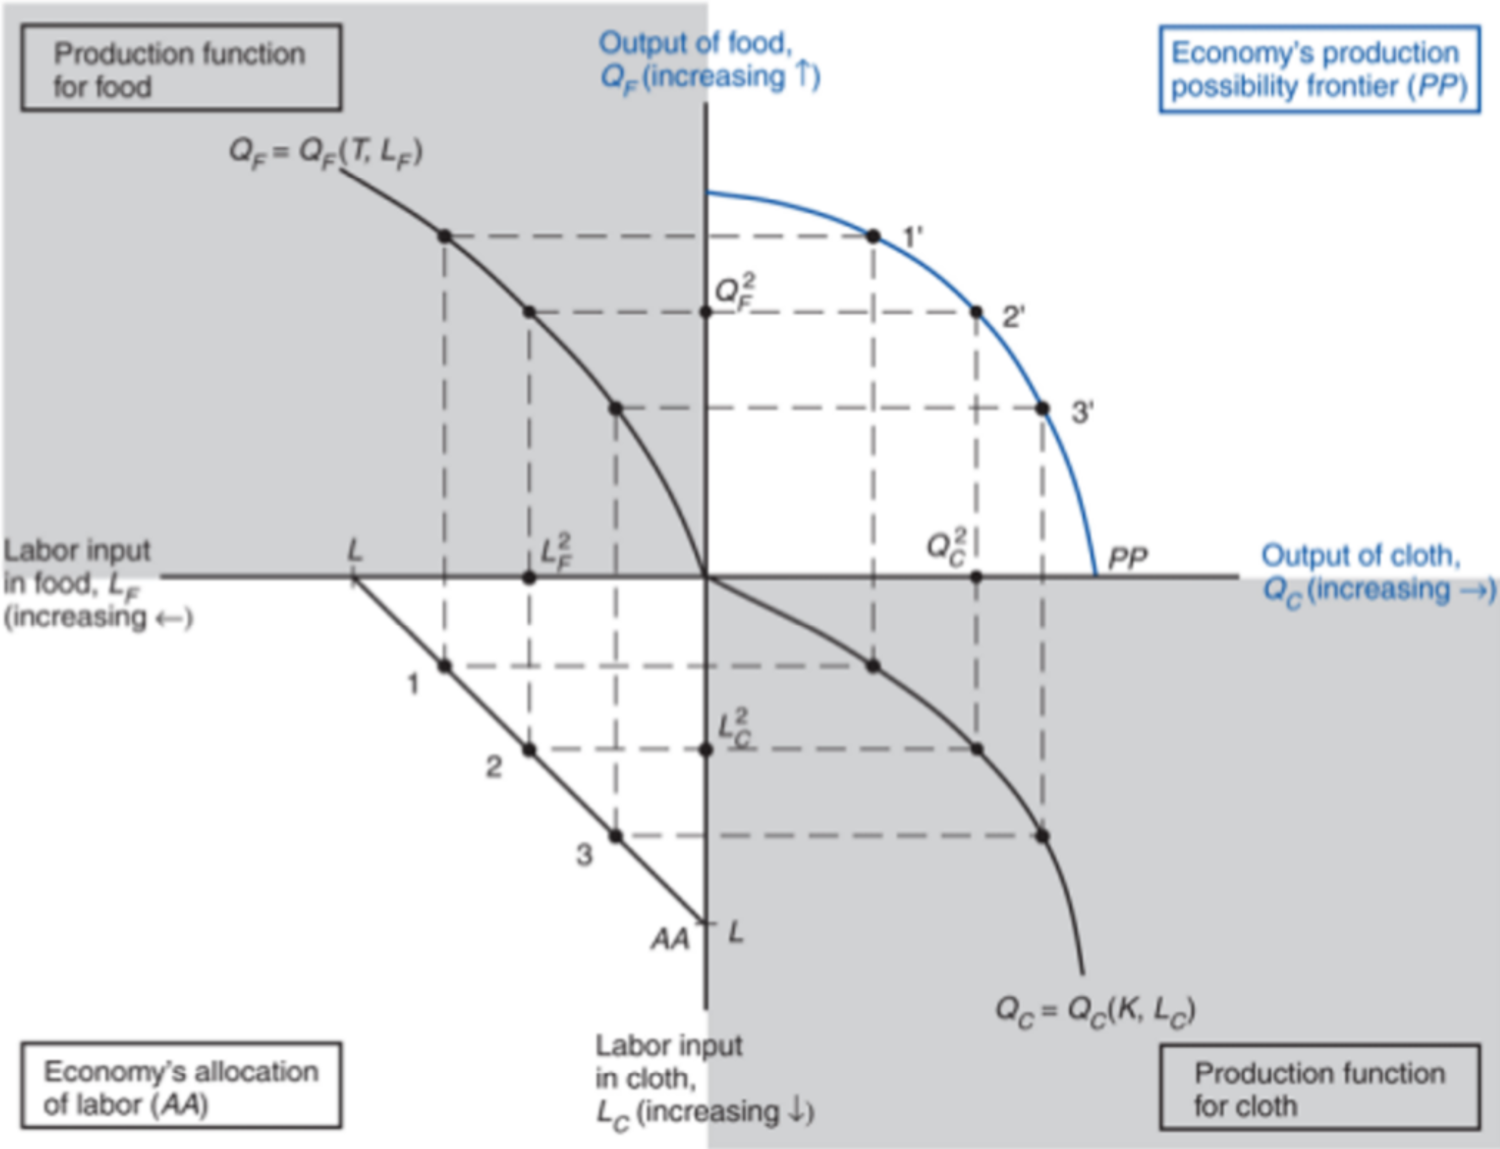 Production function
for food
Output of food,
Q_F (increasing ↑)
Economy's production
possibility frontier (PP)
Q_F = Q_F(T, L_F)
1'
Q_F^2
2'
3'
Labor input
in food, L_F
(increasing ←)
L
L_F^2
Q_C^2
PP
Output of cloth,
Q_C (increasing →)
1
L_C^2
2
3
AA
L
Q_C = Q_C(K, L_C)
Economy's allocation
of labor (AA)
Labor input
in cloth,
L_C (increasing ↓)
Production function
for cloth